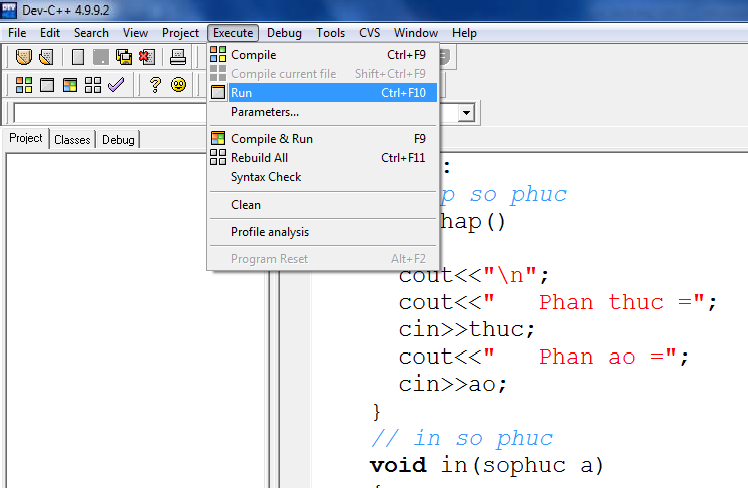 Dev-C++ 4.9.9.2
File Edit Search View Project Execute Debug Tools CVS Window Help
Compile Ctrl+F9
Compile current file Shift+Ctrl+F9
Run Ctrl+F10
Parameters...
Compile & Run F9
Rebuild All Ctrl+F11
Syntax Check
Clean
Profile analysis
Program Reset Alt+F2
Project Classes Debug
:
p so phuc
hap()
cout<<"\n";
cout<<"   Phan thuc =";
cin>>thuc;
cout<<"   Phan ao =";
cin>>ao;
}
// in so phuc
void in(sophuc a)
{